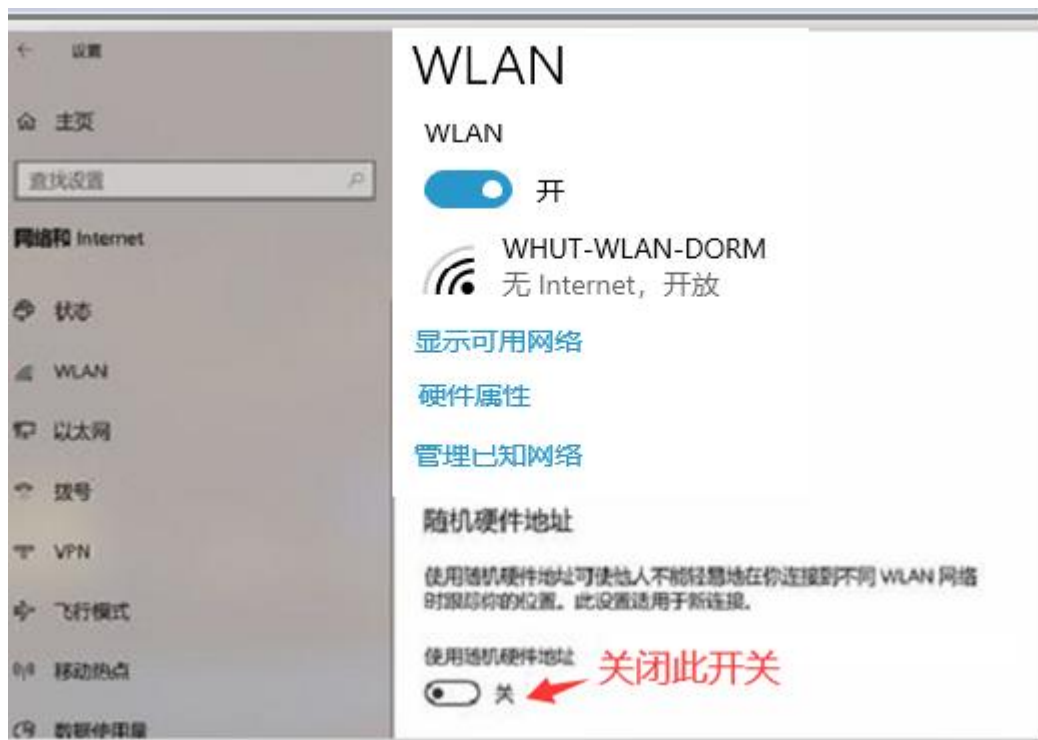 设置
主页
查找设置
网络和 Internet
状态
WLAN
以太网
拨号
VPN
飞行模式
移动热点
数据使用量
WLAN
WLAN
开
WHUT-WLAN-DORM
无 Internet，开放
显示可用网络
硬件属性
管理已知网络
随机硬件地址
使用随机硬件地址可使他人不能轻易地在你连接到不同 WLAN 网络
时跟踪你的位置。此设置适用于新连接。
使用随机硬件地址
关
关闭此开关